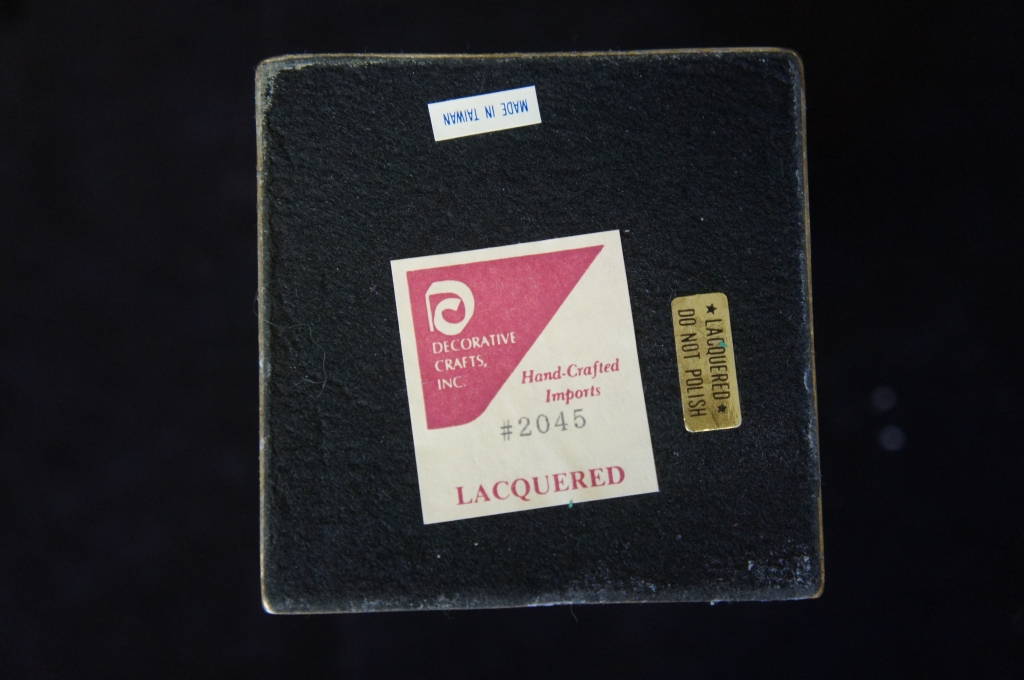 MADE IN TAIWAN
DECORATIVE
CRAFTS,
INC.
Hand-Crafted
Imports
#2045
LACQUERED
★ LACQUERED ★
DO NOT POLISH